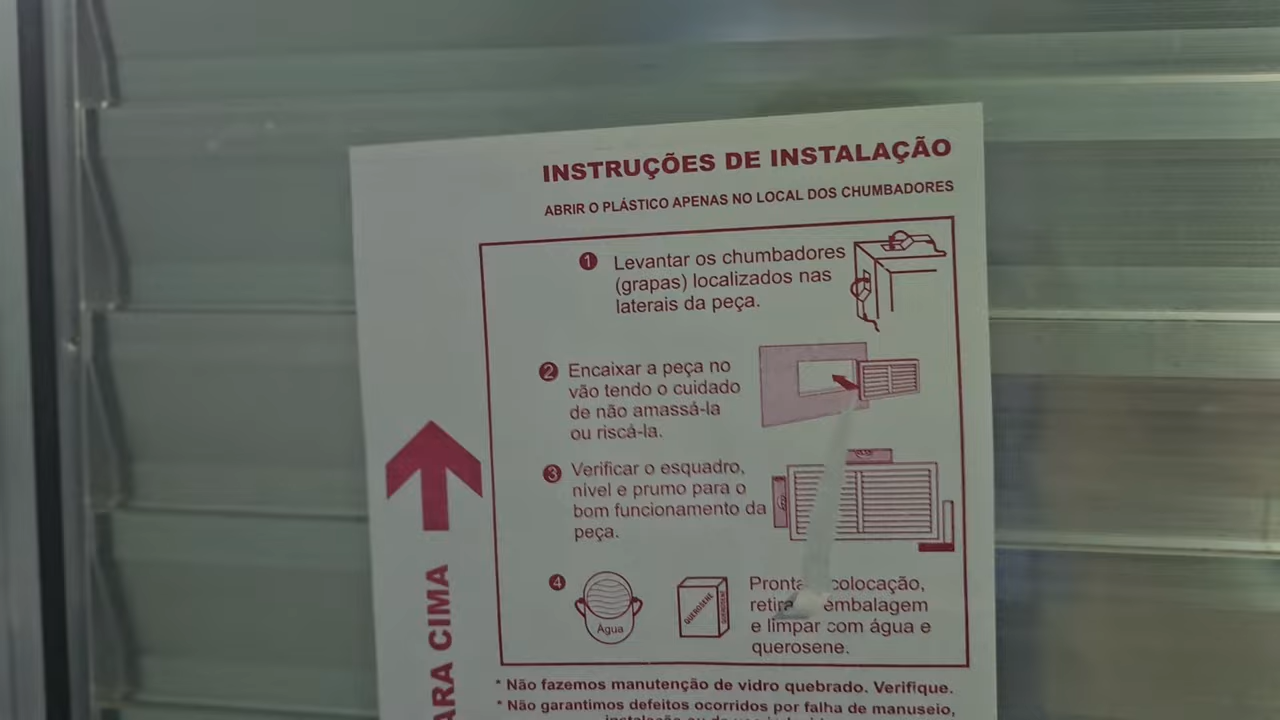 INSTRUÇÕES DE INSTALAÇÃO
ABRIR O PLÁSTICO APENAS NO LOCAL DOS CHUMBADORES
1 Levantar os chumbadores
(grapas) localizados nas
laterais da peça.
2 Encaixar a peça no
vão tendo o cuidado
de não amassá-la
ou riscá-la.
3 Verificar o esquadro,
nível e prumo para o
bom funcionamento da
peça.
4
Água
QUEROSENE
QUEROSENE
Pronta colocação,
retirar embalagem
e limpar com água e
querosene.
ARA CIMA
* Não fazemos manutenção de vidro quebrado. Verifique.
* Não garantimos defeitos ocorridos por falha de manuseio,